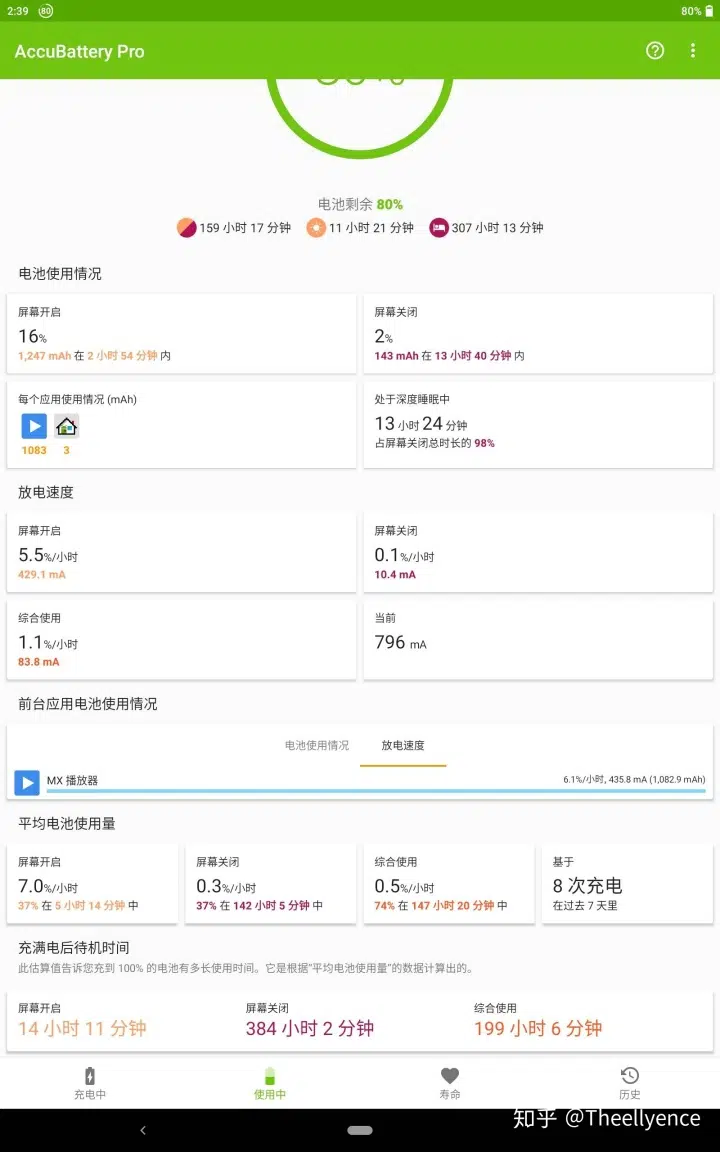 2:39 80 80%
AccuBattery Pro
电池剩余 80%
159 小时 17 分钟 11 小时 21 分钟 307 小时 13 分钟
电池使用情况
屏幕开启
16%
1,247 mAh 在 2 小时 54 分钟 内
屏幕关闭
2%
143 mAh 在 13 小时 40 分钟 内
每个应用使用情况 (mAh)
1083 3
处于深度睡眠中
13 小时 24 分钟
占屏幕关闭总时长的 98%
放电速度
屏幕开启
5.5%/小时
429.1 mA
屏幕关闭
0.1%/小时
10.4 mA
综合使用
1.1%/小时
83.8 mA
当前
796 mA
前台应用电池使用情况
电池使用情况 放电速度
MX 播放器 6.1%/小时, 435.8 mA (1,082.9 mAh)
平均电池使用量
屏幕开启
7.0%/小时
37% 在 5 小时 14 分钟 中
屏幕关闭
0.3%/小时
37% 在 142 小时 5 分钟 中
综合使用
0.5%/小时
74% 在 147 小时 20 分钟 中
基于
8 次充电
在过去 7 天里
充满电后待机时间
此估算值告诉您充到 100% 的电池有多长使用时间。它是根据"平均电池使用量"的数据计算出的。
屏幕开启
14 小时 11 分钟
屏幕关闭
384 小时 2 分钟
综合使用
199 小时 6 分钟
充电中 使用中 寿命 历史
知乎 @Theellyence